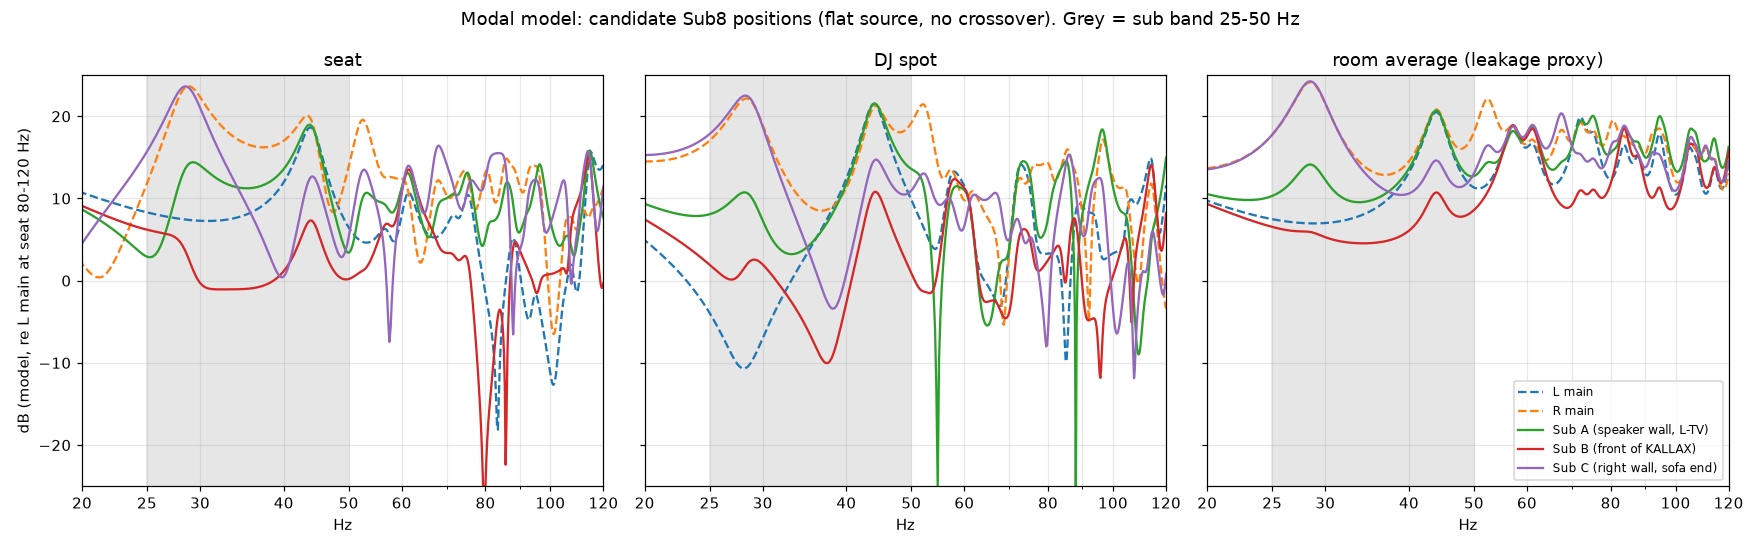 Modal model: candidate Sub8 positions (flat source, no crossover). Grey = sub band 25-50 Hz
seat
DJ spot
room average (leakage proxy)
dB (model, re L main at seat 80-120 Hz)
20
10
0
−10
−20
20 25 30 40 50 60 80 100 120
20 25 30 40 50 60 80 100 120
20 25 30 40 50 60 80 100 120
Hz
Hz
Hz
L main
R main
Sub A (speaker wall, L-TV)
Sub B (front of KALLAX)
Sub C (right wall, sofa end)